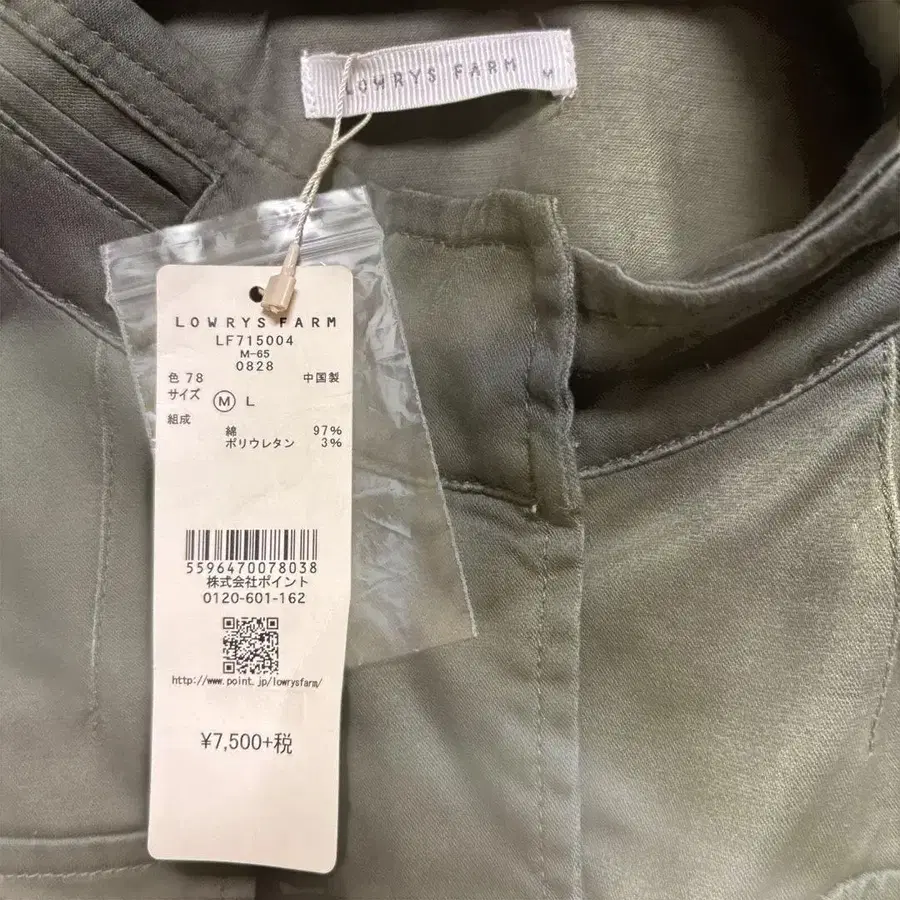 LOWRYS FARM M
LOWRYS FARM
LF715004
M-65
0828
色 78 中国製
サイズ Ⓜ L
組成
綿 97%
ポリウレタン 3%
5596470078038
株式会社ポイント
0120-601-162
http://www.point.jp/lowrysfarm/
¥7,500+税